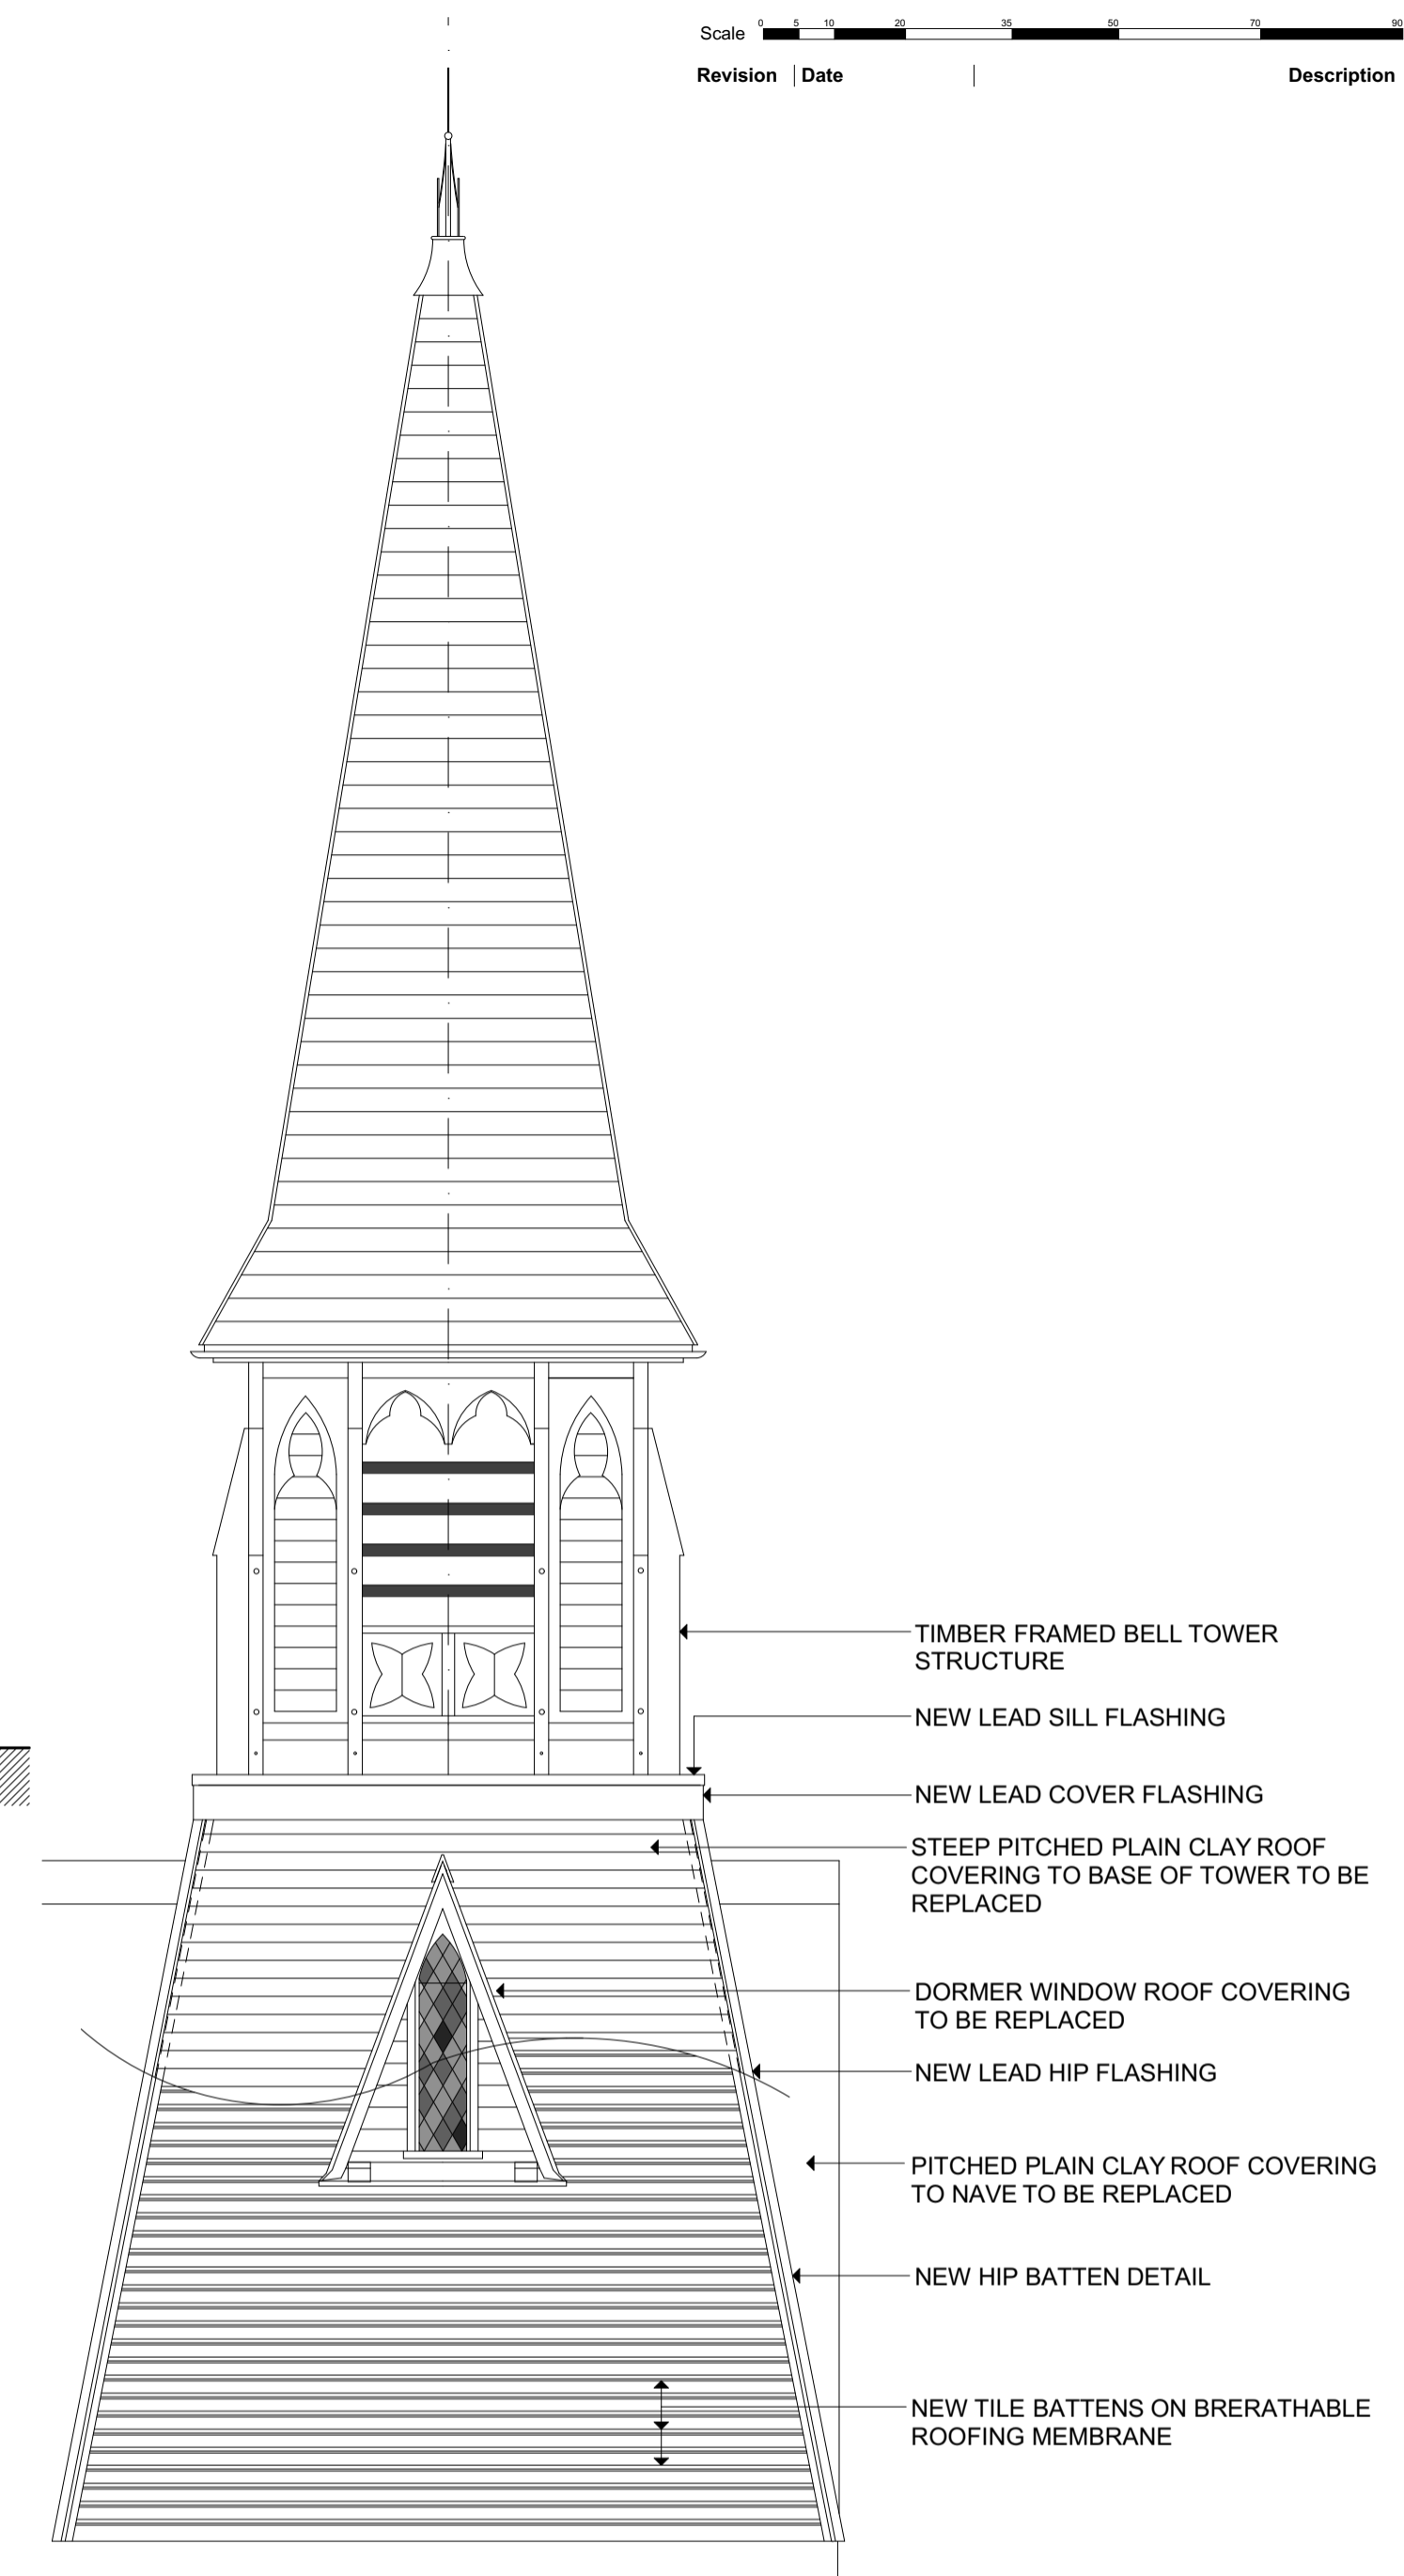 0 5 10 20 35 50 70 90
Scale
Revision Date Description
TIMBER FRAMED BELL TOWER
STRUCTURE
NEW LEAD SILL FLASHING
NEW LEAD COVER FLASHING
STEEP PITCHED PLAIN CLAY ROOF
COVERING TO BASE OF TOWER TO BE
REPLACED
DORMER WINDOW ROOF COVERING
TO BE REPLACED
NEW LEAD HIP FLASHING
PITCHED PLAIN CLAY ROOF COVERING
TO NAVE TO BE REPLACED
NEW HIP BATTEN DETAIL
NEW TILE BATTENS ON BRERATHABLE
ROOFING MEMBRANE